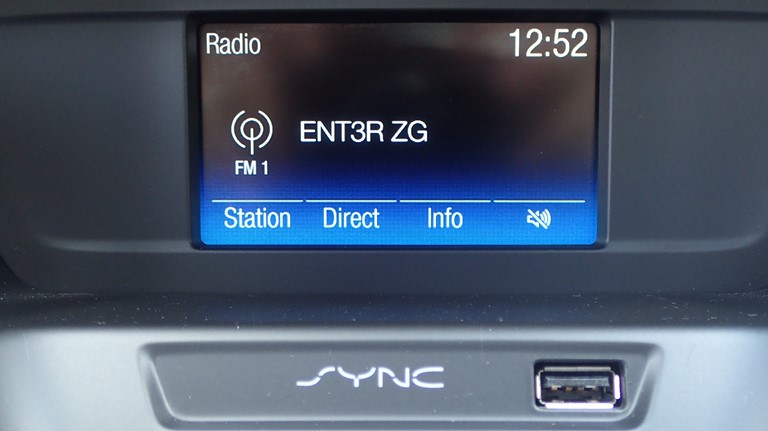 Radio 12:52
ENT3R ZG
FM 1
Station Direct Info
SYNC